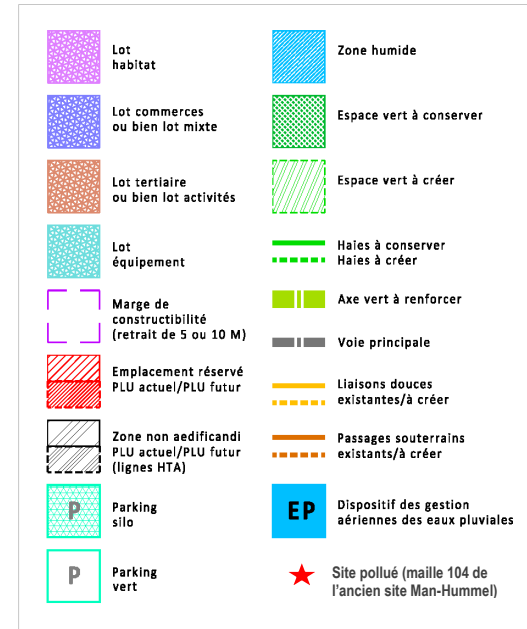 Lot
habitat
Lot commerces
ou bien lot mixte
Lot tertiaire
ou bien lot activités
Lot
équipement
Marge de
constructibilité
(retrait de 5 ou 10 M)
Emplacement réservé
PLU actuel/PLU futur
Zone non aedificandi
PLU actuel/PLU futur
(lignes HTA)
P
Parking
silo
P
Parking
vert
Zone humide
Espace vert à conserver
Espace vert à créer
Haies à conserver
Haies à créer
Axe vert à renforcer
Voie principale
Liaisons douces
existantes/à créer
Passages souterrains
existants/à créer
EP
Dispositif des gestion
aériennes des eaux pluviales
Site pollué (maille 104 de
l'ancien site Man-Hummel)